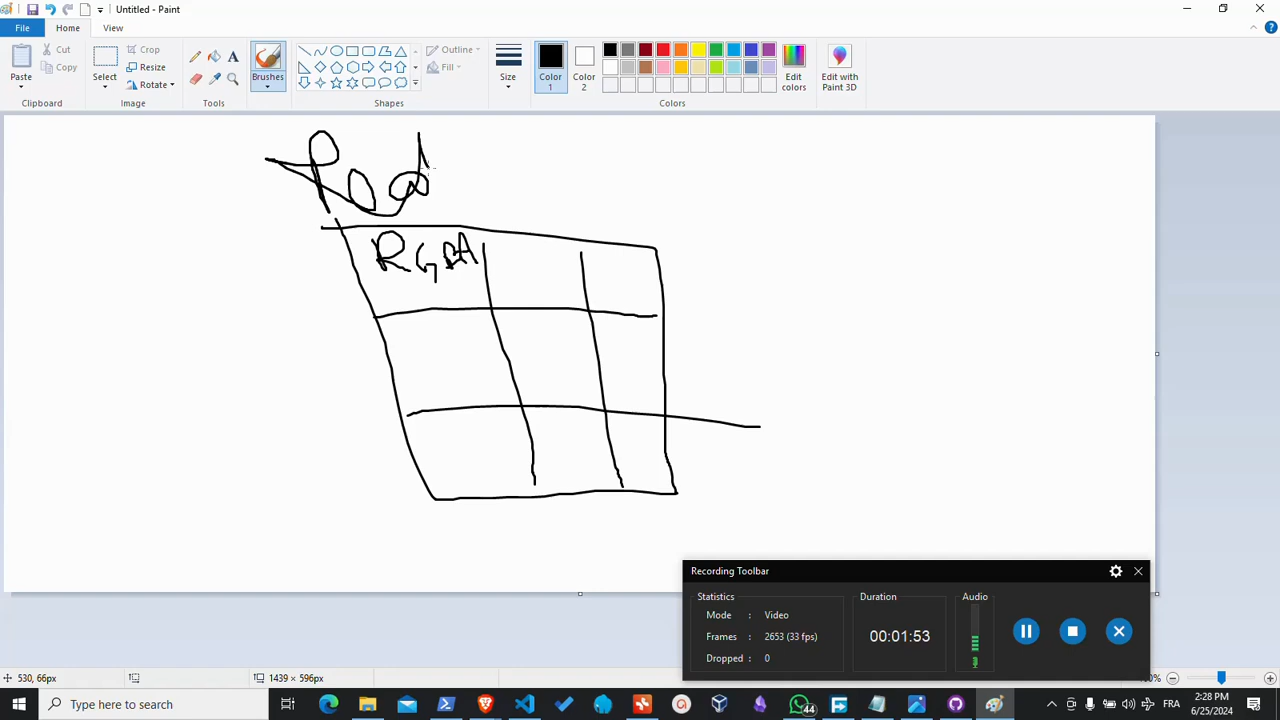 Untitled - Paint
File
Home
View
Paste
Cut
Copy
Clipboard
Select
Crop
Resize
Rotate
Image
Tools
Brushes
Outline
Fill
Shapes
Size
Color 1
Color 2
Edit colors
Edit with Paint 3D
Colors
RGBA
Recording Toolbar
Statistics
Duration
Audio
Mode : Video
Frames : 2653 (33 fps)
Dropped : 0
00:01:53
530, 66px
1439 × 596px
Type here to search
44
FRA
2:28 PM
6/25/2024